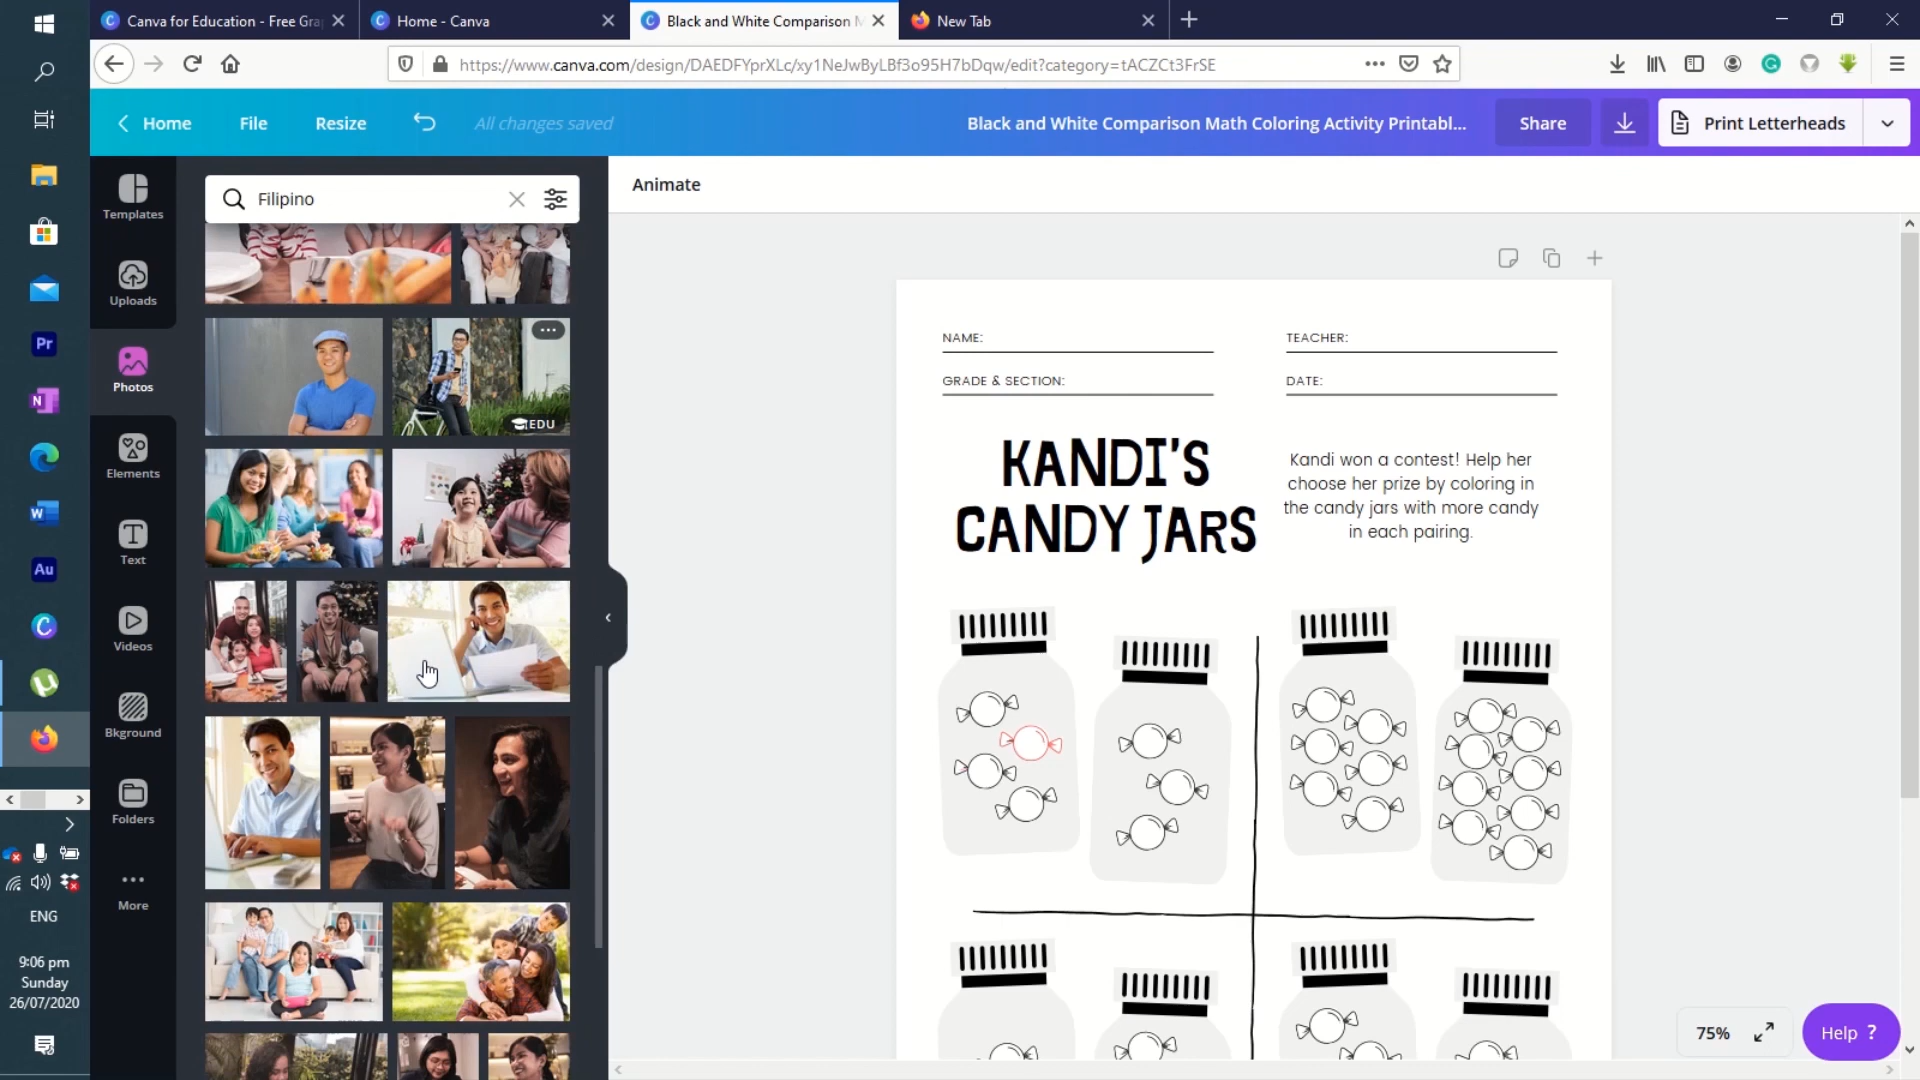 Canva for Education - Free Gra
Home - Canva
Black and White Comparison M
New Tab
https://www.canva.com/design/DAEDFYprXLc/xy1NeJwByLBf3o95H7bDqw/edit?category=tACZCt3FrSE
Home
File
Resize
All changes saved
Black and White Comparison Math Coloring Activity Printabl...
Share
Print Letterheads
Templates
Uploads
Photos
Elements
Text
Videos
Bkground
Folders
More
Filipino
EDU
Animate
NAME:
TEACHER:
GRADE & SECTION:
DATE:
KANDI'S
CANDY JARS
Kandi won a contest! Help her
choose her prize by coloring in
the candy jars with more candy
in each pairing.
75%
Help ?
Pr
N
W
Au
ENG
9:06 pm
Sunday
26/07/2020